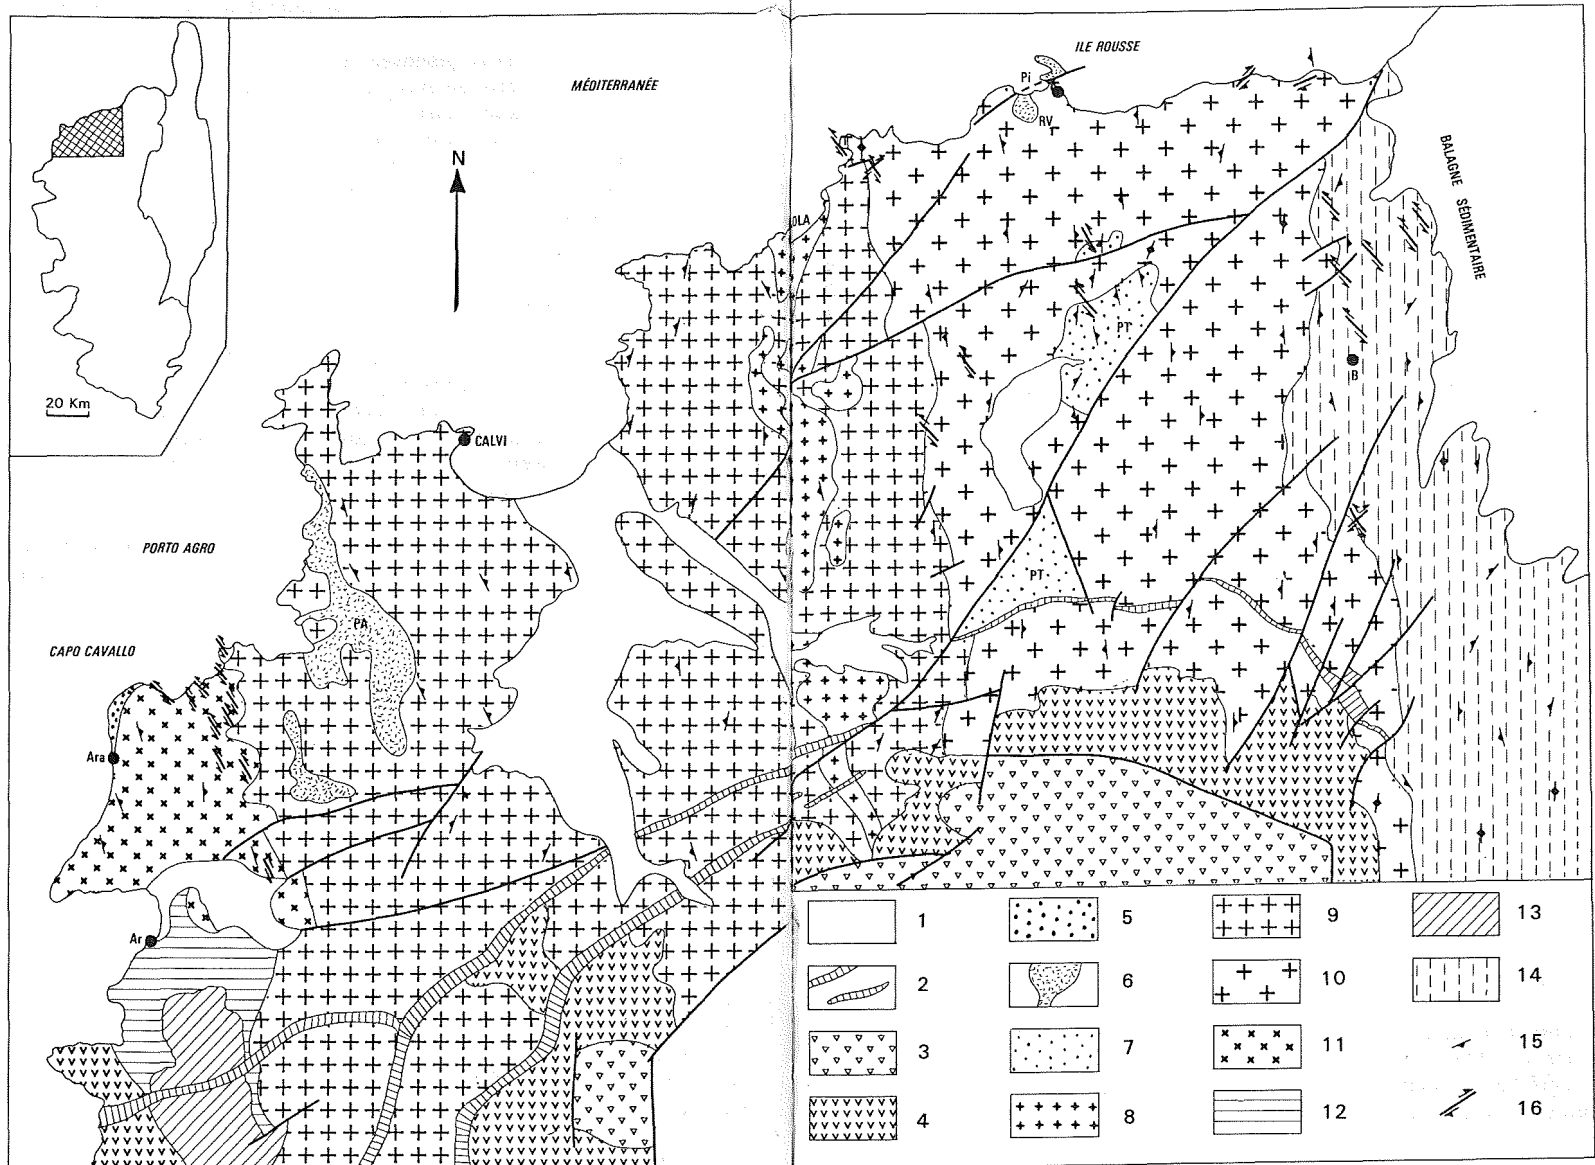 MÉDITERRANÉE
ILE ROUSSE
Pi
RV
N
OLA
BALAGNE SÉDIMENTAIRE
PT
B
20 Km
CALVI
PORTO AGRO
PT
PA
CAPO CAVALLO
Ara
Ar
1
2
3
4
5
6
7
8
9
10
11
12
13
14
15
16